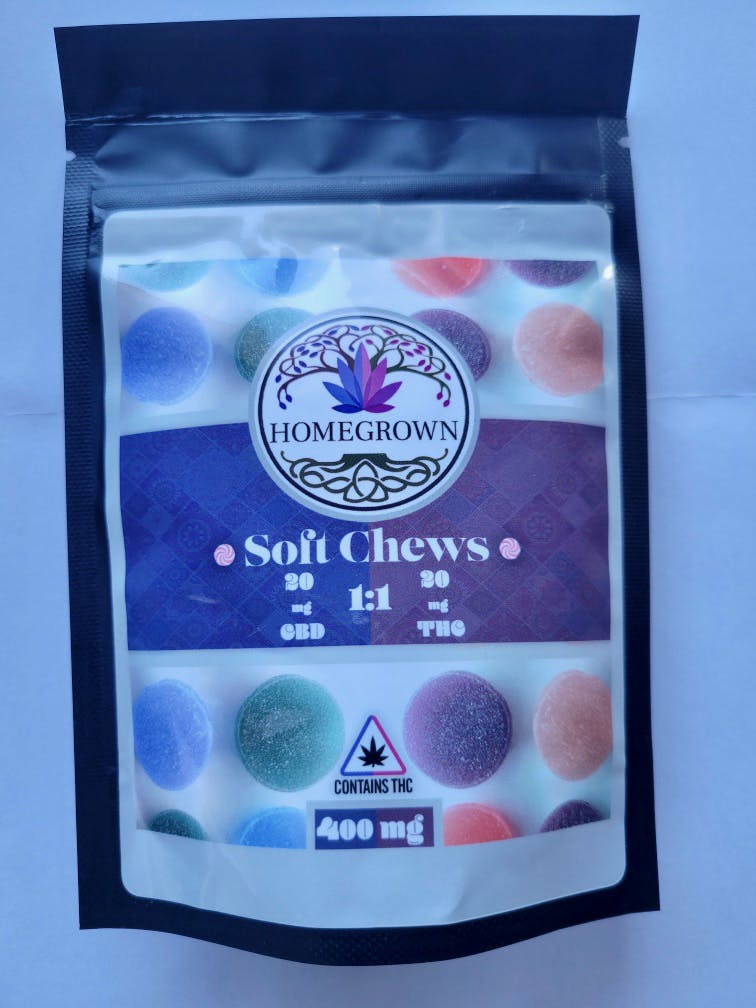 HOMEGROWN
Soft Chews
20 mg CBD
1:1
20 mg THC
CONTAINS THC
400 mg